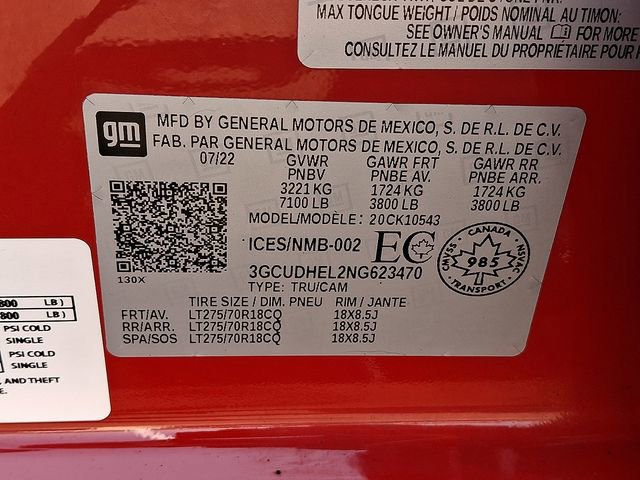 MAX TONGUE WEIGHT / POIDS NOMINAL AU TIMON:
SEE OWNER'S MANUAL FOR MORE
CONSULTEZ LE MANUEL DU PROPRIÉTAIRE POUR
gm
MFD BY GENERAL MOTORS DE MEXICO, S. DE R.L. DE C.V.
FAB. PAR GENERAL MOTORS DE MEXICO, S. DE R.L. DE C.V.
07/22 GVWR GAWR FRT GAWR RR
PNBV PNBE AV. PNBE ARR.
3221 KG 1724 KG 1724 KG
7100 LB 3800 LB 3800 LB
MODEL/MODÈLE: 20CK10543
ICES/NMB-002 EC
CANADA
CMVSS NSVAC
985
TRANSPORT
3GCUDHEL2NG623470
130X
TYPE: TRU/CAM
TIRE SIZE / DIM. PNEU RIM / JANTE
FRT/AV. LT275/70R18CQ 18X8.5J
RR/ARR. LT275/70R18CQ 18X8.5J
SPA/SOS LT275/70R18CQ 18X8.5J
800 LB)
800 LB)
PSI COLD
SINGLE
PSI COLD
SINGLE
AND THEFT